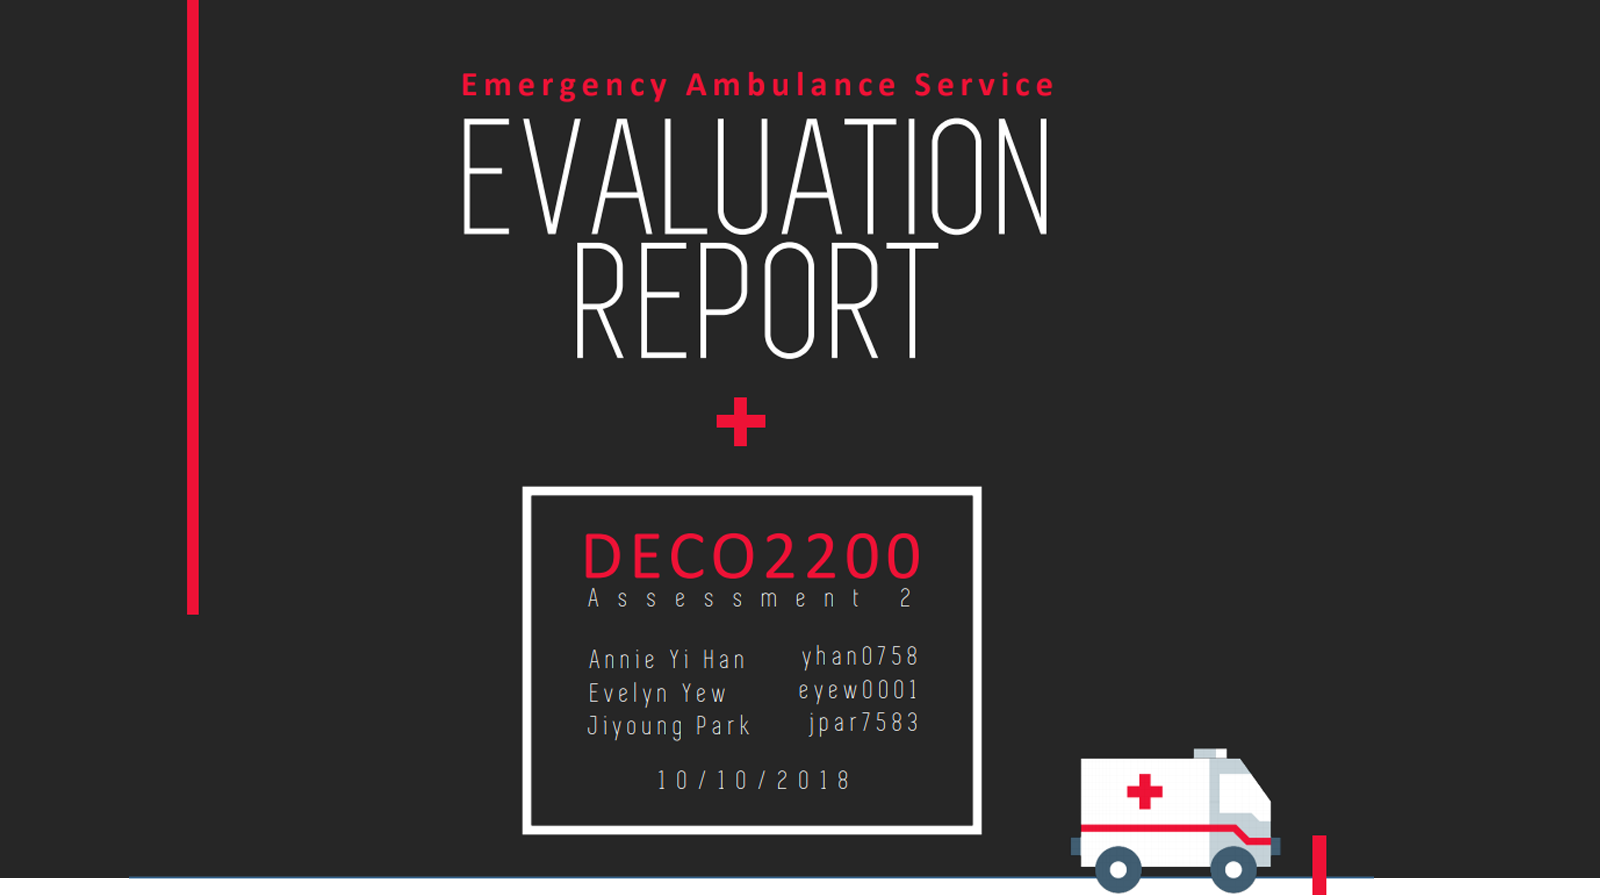 Emergency Ambulance Service
EVALUATION
REPORT
DECO2200
Assessment 2
Annie Yi Han yhan0758
Evelyn Yew eyew0001
Jiyoung Park jpar7583
10/10/2018